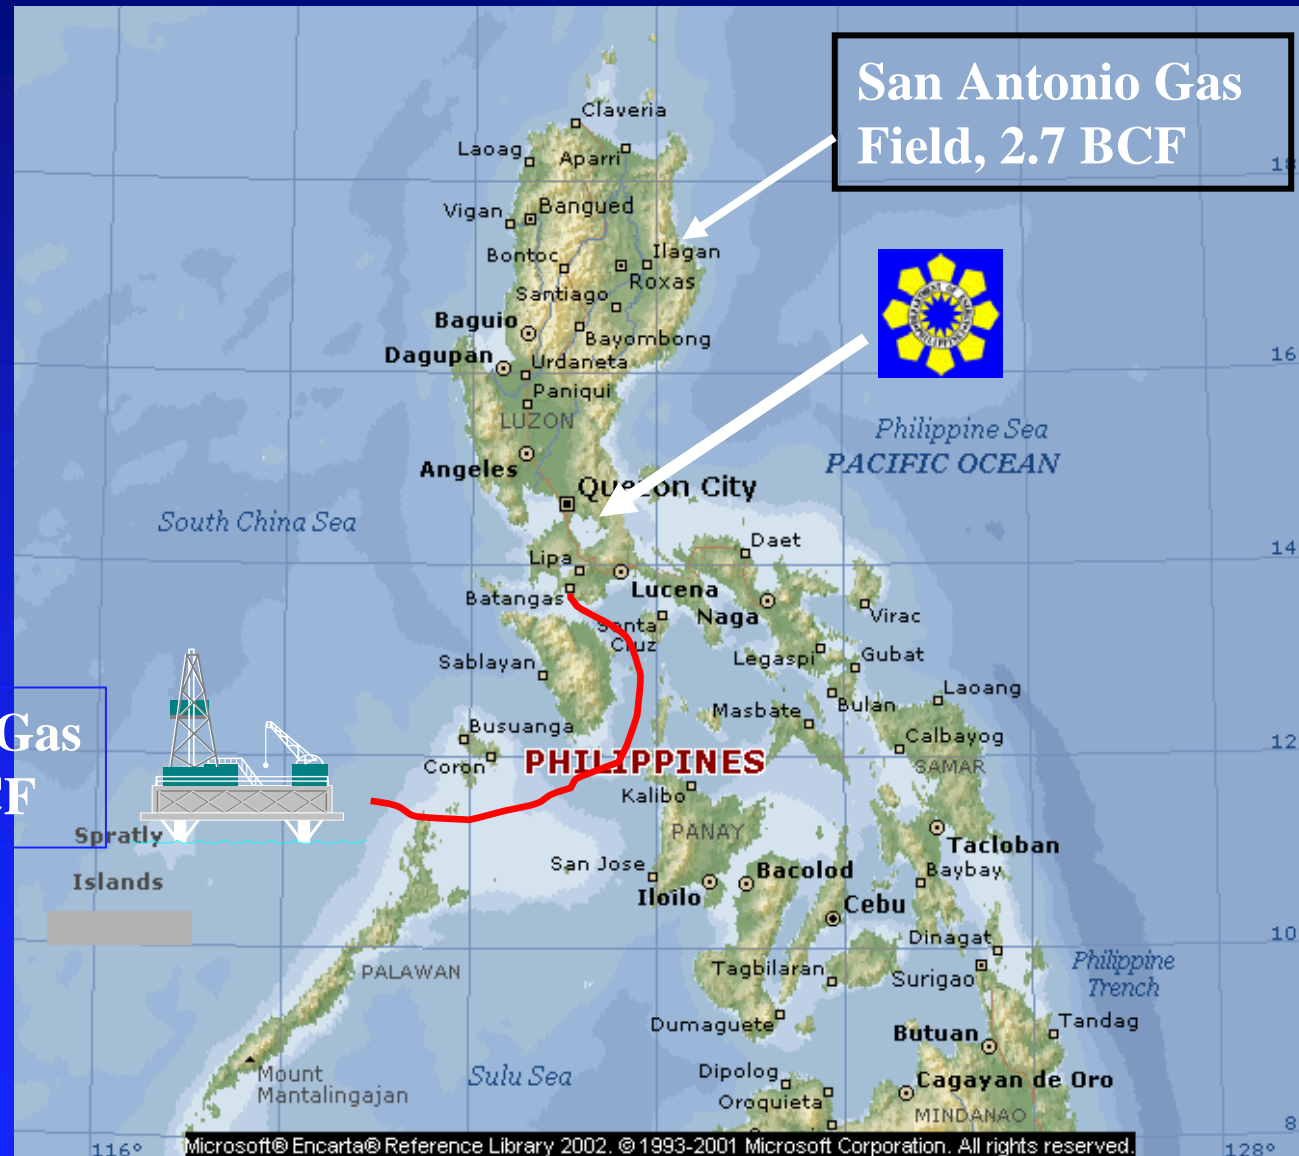 San Antonio Gas
Field, 2.7 BCF
Claveria
Laoag
Aparri
18
Vigan
Bangued
Bontoc
Ilagan
Roxas
Santiago
Baguio
Bayombong
Dagupan
Urdaneta
16
Paniqui
LUZON
Philippine Sea
PACIFIC OCEAN
Angeles
Quezon City
South China Sea
Daet
14
Lipa
Lucena
Batangas
Naga
Virac
Santa
Cruz
Legaspi
Gubat
Sablayan
Laoang
Bulan
Masbate
Gas
Busuanga
Calbayog
12
PHILIPPINES
SAMAR
Coron
CF
Kalibo
PANAY
Spratly
Islands
Tacloban
San Jose
Bacolod
Baybay
Iloilo
Cebu
Dinagat
10
PALAWAN
Tagbilaran
Surigao
Philippine
Trench
Dumaguete
Butuan
Tandag
Mount
Mantalingajan
Sulu Sea
Dipolog
Cagayan de Oro
Oroquieta
MINDANAO
8
116°
Microsoft® Encarta® Reference Library 2002. © 1993-2001 Microsoft Corporation. All rights reserved.
128°